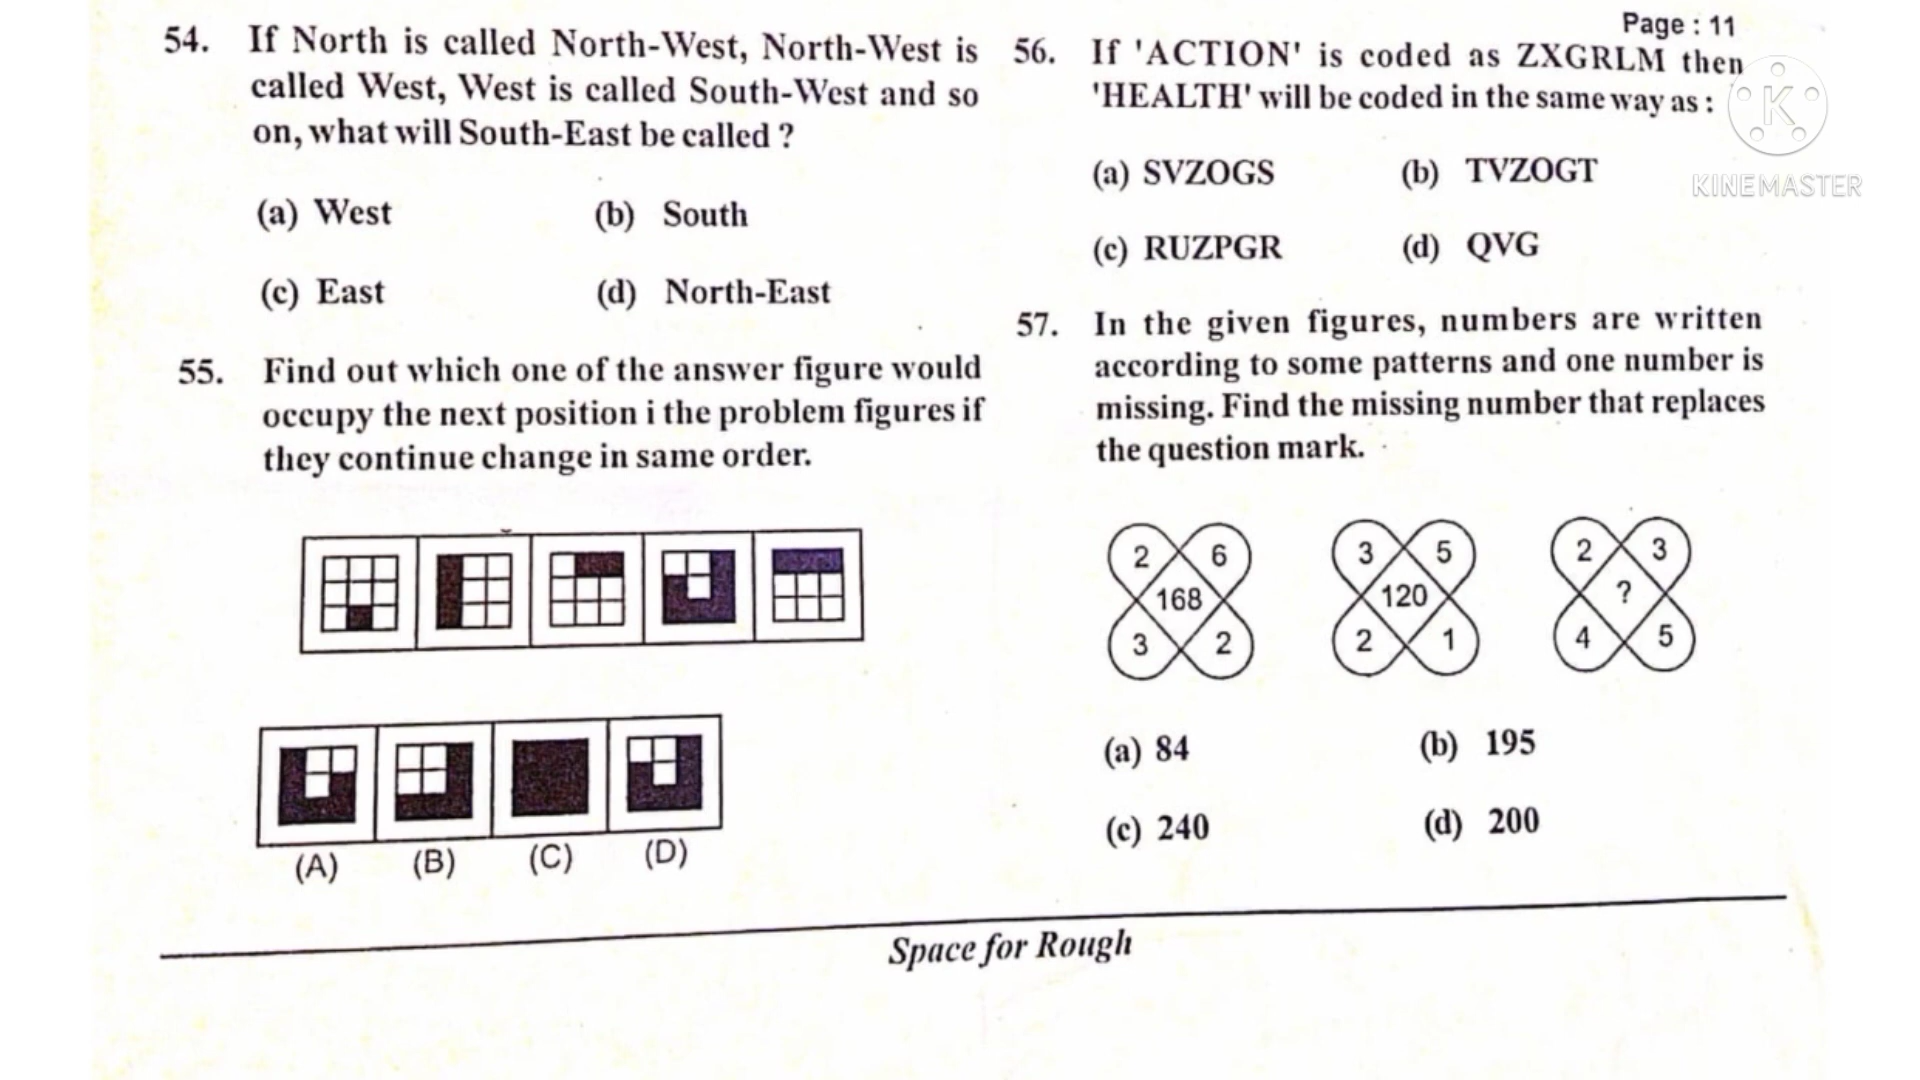 Page : 11
54. If North is called North-West, North-West is
called West, West is called South-West and so
on, what will South-East be called ?
(a) West (b) South
(c) East (d) North-East
55. Find out which one of the answer figure would
occupy the next position i the problem figures if
they continue change in same order.
(A) (B) (C) (D)
56. If 'ACTION' is coded as ZXGRLM then
'HEALTH' will be coded in the same way as :
(a) SVZOGS (b) TVZOGT
(c) RUZPGR (d) QVG
57. In the given figures, numbers are written
according to some patterns and one number is
missing. Find the missing number that replaces
the question mark.
2 6 3 5 2 3
168 120 ?
3 2 2 1 4 5
(a) 84 (b) 195
(c) 240 (d) 200
Space for Rough
K
KINEMASTER